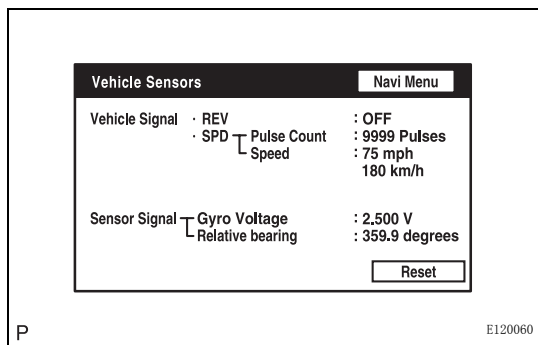 Vehicle Sensors Navi Menu
Vehicle Signal · REV : OFF
· SPD Pulse Count : 9999 Pulses
Speed : 75 mph
180 km/h
Sensor Signal Gyro Voltage : 2.500 V
Relative bearing : 359.9 degrees
Reset
P E120060